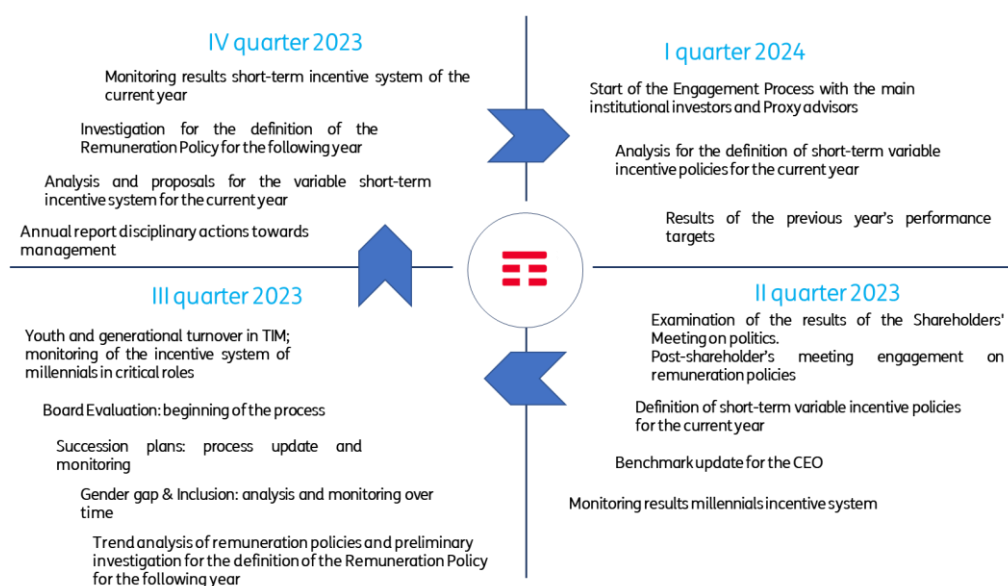 IV quarter 2023
Monitoring results short-term incentive system of the
current year
Investigation for the definition of the
Remuneration Policy for the following year
Analysis and proposals for the variable short-term
incentive system for the current year
Annual report disciplinary actions towards
management
I quarter 2024
Start of the Engagement Process with the main
institutional investors and Proxy advisors
Analysis for the definition of short-term variable
incentive policies for the current year
Results of the previous year's performance
targets
III quarter 2023
Youth and generational turnover in TIM;
monitoring of the incentive system of
millennials in critical roles
Board Evaluation: beginning of the process
Succession plans: process update and
monitoring
Gender gap & Inclusion: analysis and monitoring over
time
Trend analysis of remuneration policies and preliminary
investigation for the definition of the Remuneration Policy
for the following year
II quarter 2023
Examination of the results of the Shareholders'
Meeting on politics.
Post-shareholder's meeting engagement on
remuneration policies
Definition of short-term variable incentive policies
for the current year
Benchmark update for the CEO
Monitoring results millennials incentive system